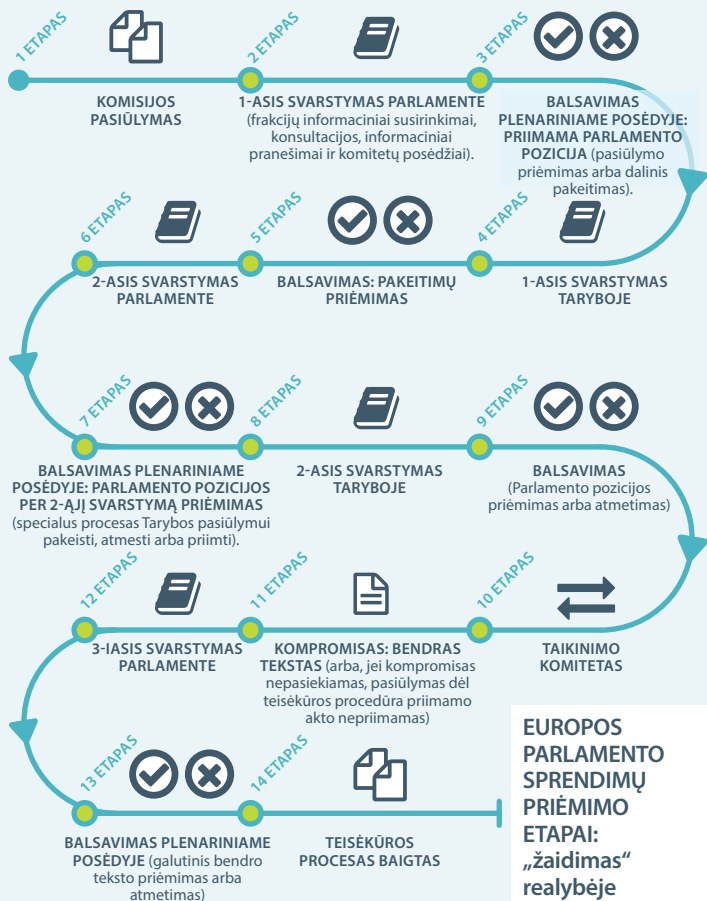 1 ETAPAS
KOMISIJOS
PASIŪLYMAS
2 ETAPAS
1-ASIS SVARSTYMAS PARLAMENTE
(frakcijų informaciniai susirinkimai,
konsultacijos, informaciniai
pranešimai ir komitetų posėdžiai).
3 ETAPAS
BALSAVIMAS
PLENARINIAME POSĖDYJE:
PRIIMAMA PARLAMENTO
POZICIJA (pasiūlymo
priėmimas arba dalinis
pakeitimas).
4 ETAPAS
1-ASIS SVARSTYMAS
TARYBOJE
5 ETAPAS
BALSAVIMAS: PAKEITIMŲ
PRIĖMIMAS
6 ETAPAS
2-ASIS SVARSTYMAS
PARLAMENTE
7 ETAPAS
BALSAVIMAS PLENARINIAME
POSĖDYJE: PARLAMENTO POZICIJOS
PER 2-ĄJĮ SVARSTYMĄ PRIĖMIMAS
(specialus procesas Tarybos pasiūlymui
pakeisti, atmesti arba priimti).
8 ETAPAS
2-ASIS SVARSTYMAS
TARYBOJE
9 ETAPAS
BALSAVIMAS
(Parlamento pozicijos
priėmimas arba atmetimas)
10 ETAPAS
TAIKINIMO
KOMITETAS
11 ETAPAS
KOMPROMISAS: BENDRAS
TEKSTAS (arba, jei kompromisas
nepasiekiamas, pasiūlymas dėl
teisėkūros procedūra priimamo
akto nepriimamas)
12 ETAPAS
3-IASIS SVARSTYMAS
PARLAMENTE
13 ETAPAS
BALSAVIMAS PLENARINIAME
POSĖDYJE (galutinis bendro
teksto priėmimas arba
atmetimas)
14 ETAPAS
TEISĖKŪROS
PROCESAS BAIGTAS
EUROPOS
PARLAMENTO
SPRENDIMŲ
PRIĖMIMO
ETAPAI:
„žaidimas“
realybėje